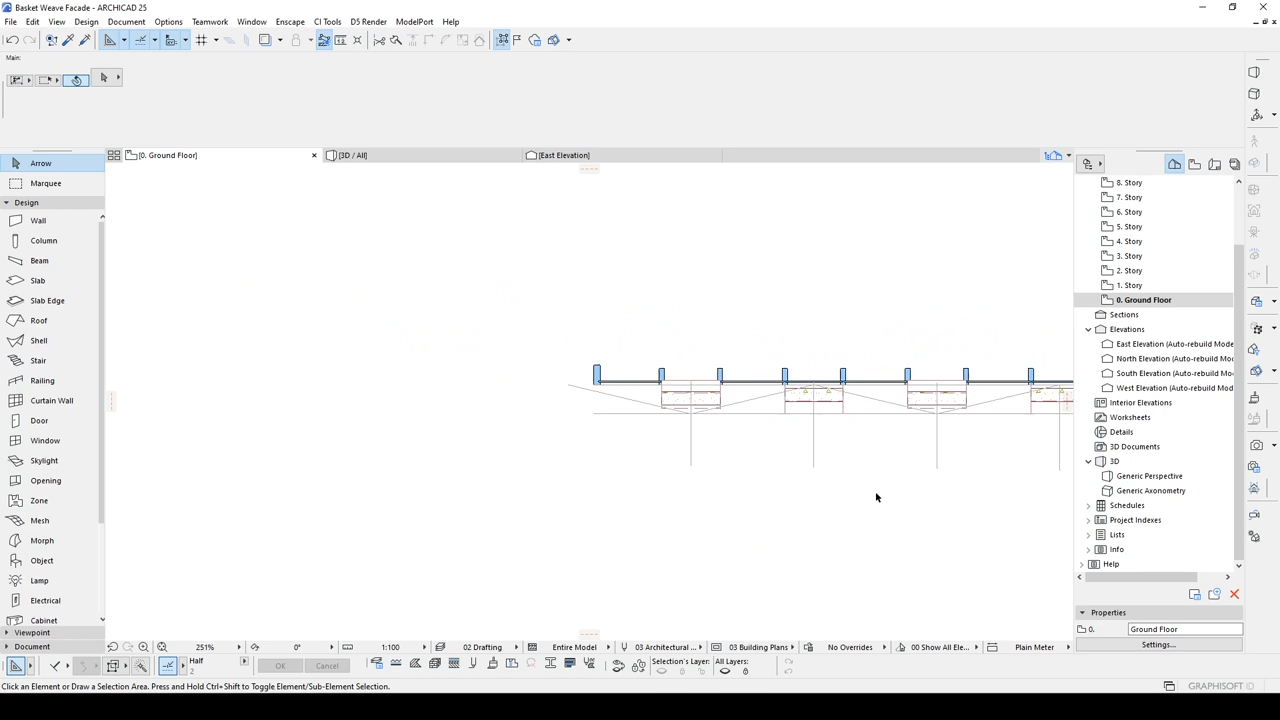 Basket Weave Facade - ARCHICAD 25
File Edit View Design Document Options Teamwork Window Enscape CI Tools D5 Render ModelPort Help
Main:
Arrow
[0. Ground Floor]
[3D / All]
[East Elevation]
Marquee
Design
Wall
Column
Beam
Slab
Slab Edge
Roof
Shell
Stair
Railing
Curtain Wall
Door
Window
Skylight
Opening
Zone
Mesh
Morph
Object
Lamp
Electrical
Cabinet
Viewpoint
Document
8. Story
7. Story
6. Story
5. Story
4. Story
3. Story
2. Story
1. Story
0. Ground Floor
Sections
Elevations
East Elevation (Auto-rebuild Mode
North Elevation (Auto-rebuild Mo
South Elevation (Auto-rebuild Mo
West Elevation (Auto-rebuild Mod
Interior Elevations
Worksheets
Details
3D Documents
3D
Generic Perspective
Generic Axonometry
Schedules
Project Indexes
Lists
Info
Help
Properties
0. Ground Floor
Settings...
251% 0° 1:100 02 Drafting Entire Model 03 Architectural ... 03 Building Plans No Overrides 00 Show All Ele... Plain Meter
Half
2
OK Cancel
Selection's Layer: All Layers:
Click an Element or Draw a Selection Area. Press and Hold Ctrl+Shift to Toggle Element/Sub-Element Selection.
GRAPHISOFT